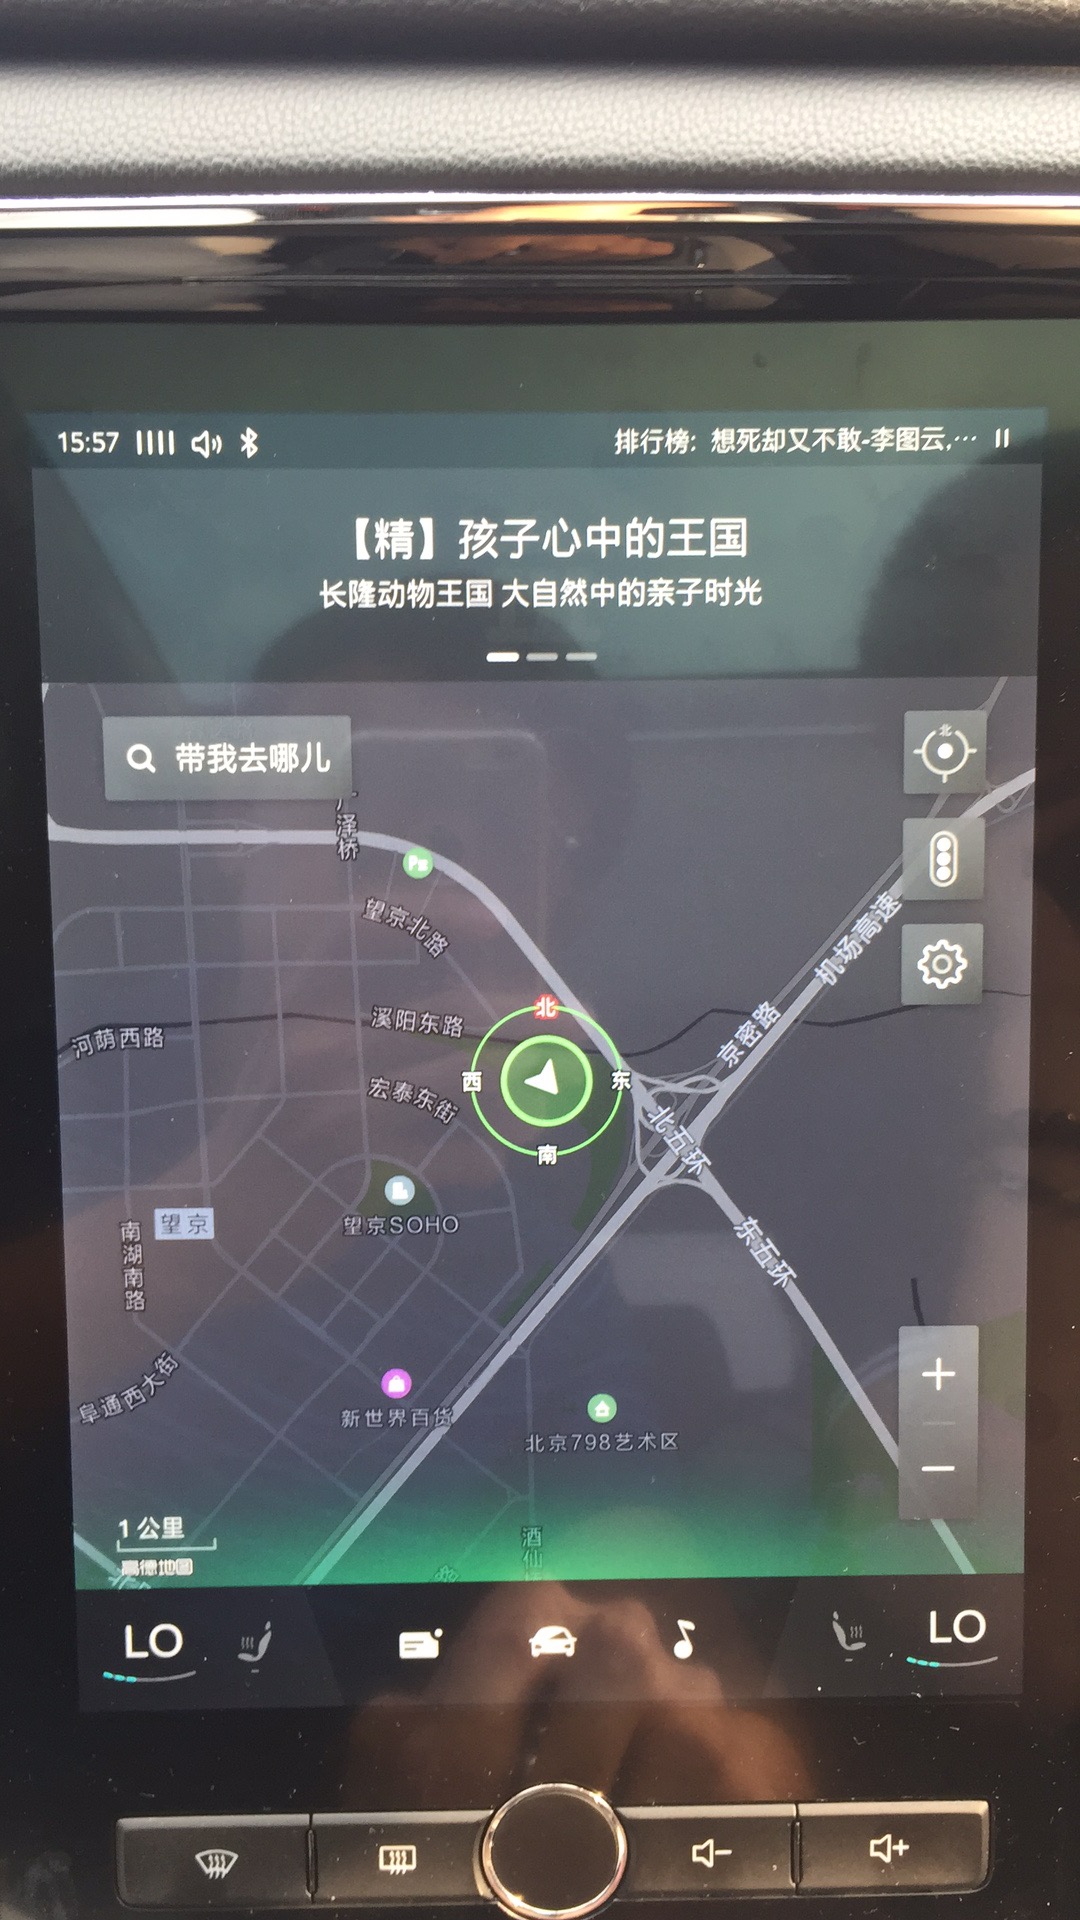 15:57
排行榜: 想死却又不敢-李图云,…
【精】孩子心中的王国
长隆动物王国 大自然中的亲子时光
带我去哪儿
北
广泽桥
望京北路
机场高速
溪阳东路
北
京密路
河荫西路
西
东
宏泰东街
北五环
南
望京SOHO
望京
南湖南路
东五环
阜通西大街
新世界百货
北京798艺术区
1 公里
高德地图
酒仙
LO
LO